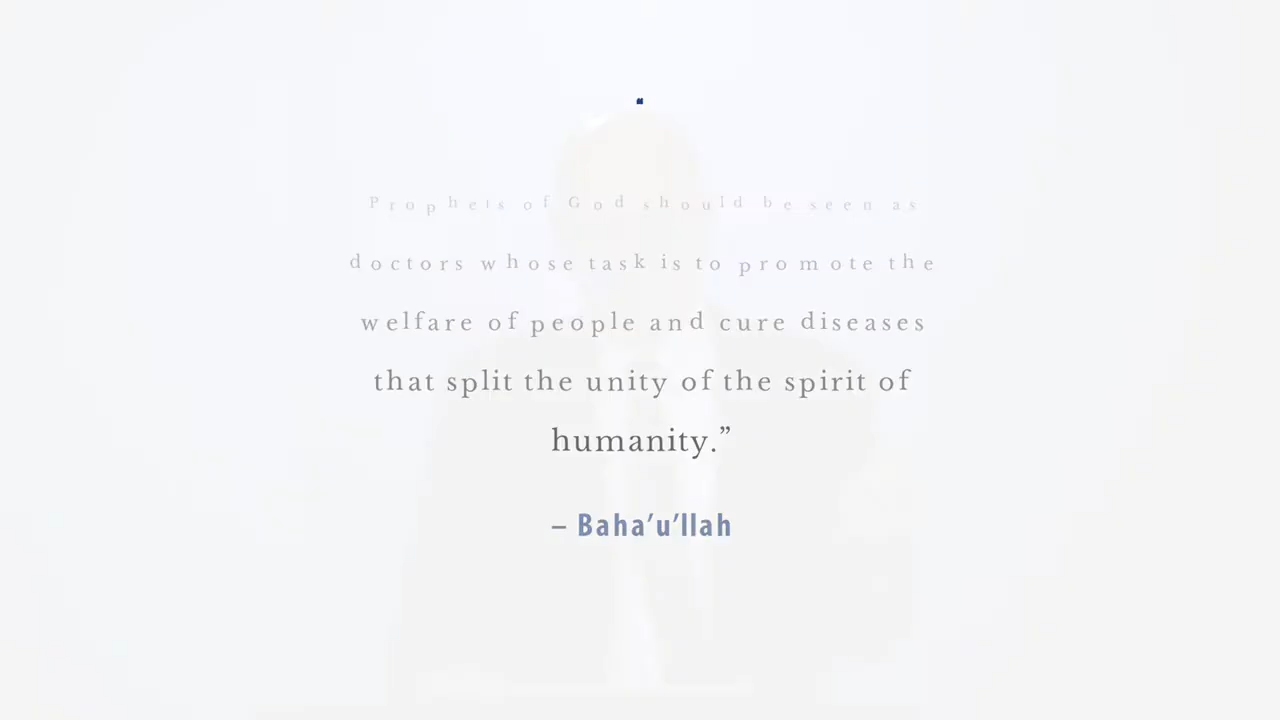 “
Prophets of God should be seen as
doctors whose task is to promote the
welfare of people and cure diseases
that split the unity of the spirit of
humanity.”
– Baha’u’llah